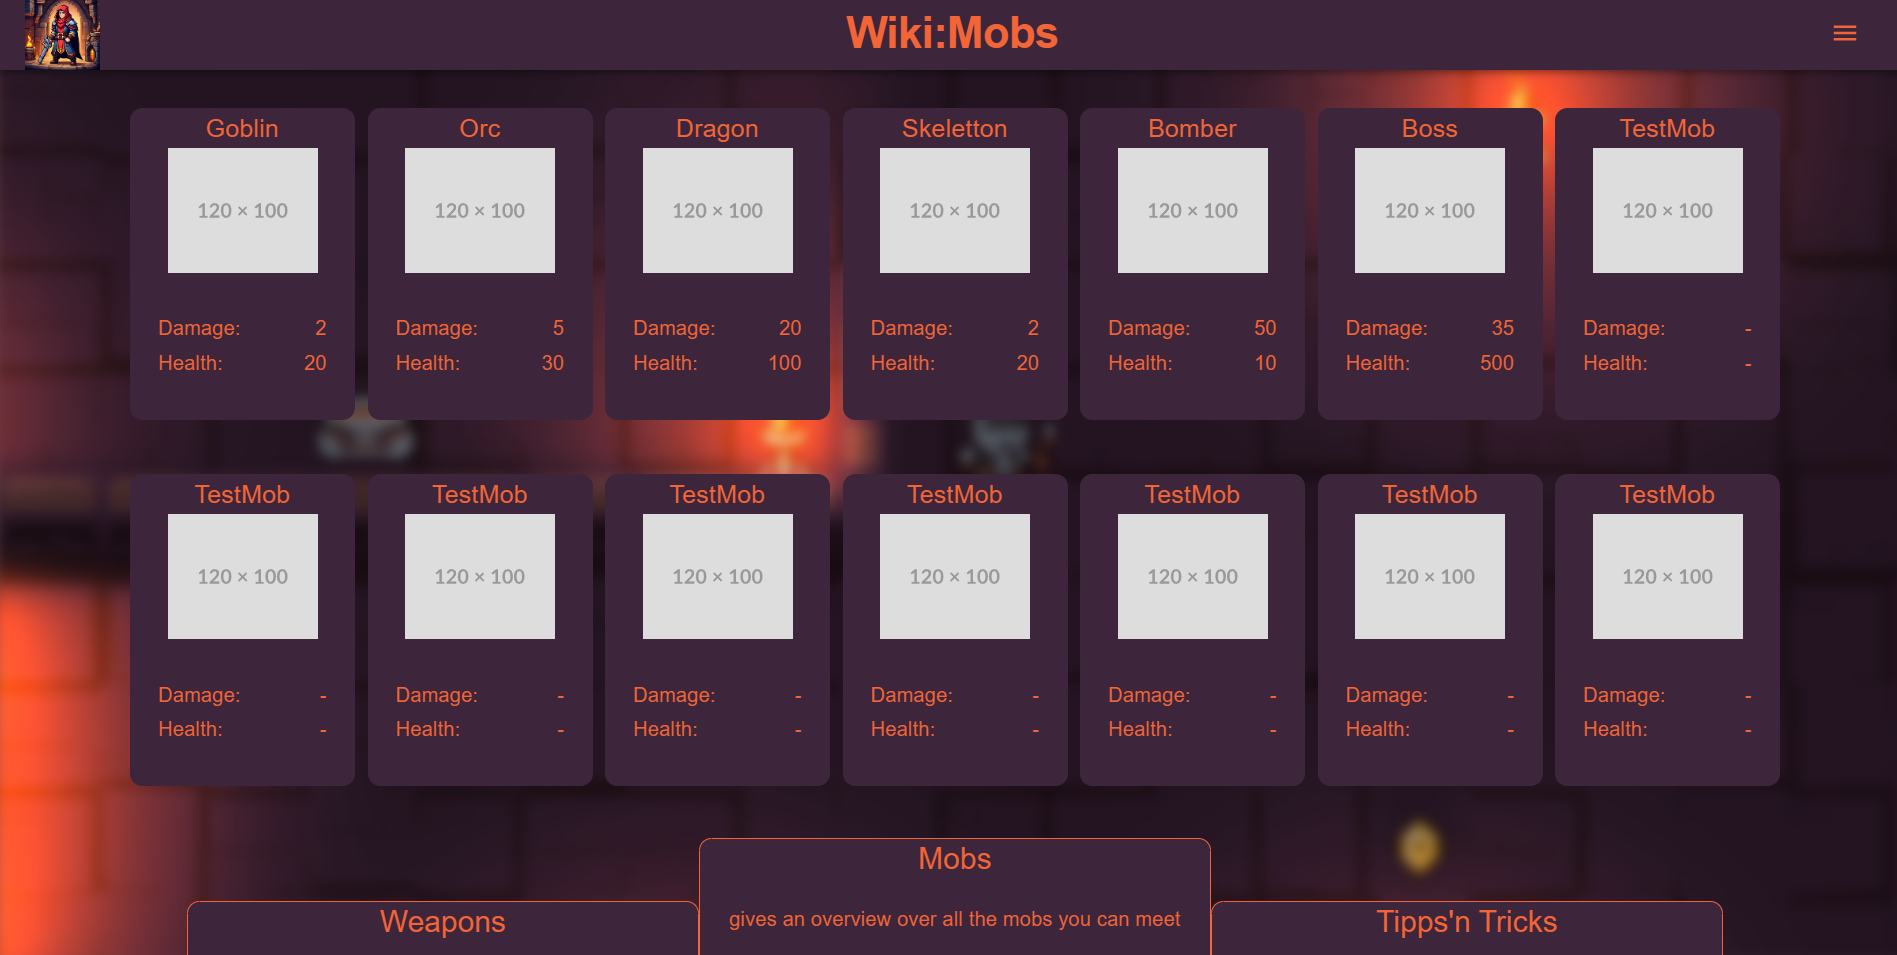 Wiki:Mobs
Goblin Orc Dragon Skeletton Bomber Boss TestMob
120 × 100 120 × 100 120 × 100 120 × 100 120 × 100 120 × 100 120 × 100
Damage: 2 Damage: 5 Damage: 20 Damage: 2 Damage: 50 Damage: 35 Damage: -
Health: 20 Health: 30 Health: 100 Health: 20 Health: 10 Health: 500 Health: -
TestMob TestMob TestMob TestMob TestMob TestMob TestMob
120 × 100 120 × 100 120 × 100 120 × 100 120 × 100 120 × 100 120 × 100
Damage: - Damage: - Damage: - Damage: - Damage: - Damage: - Damage: -
Health: - Health: - Health: - Health: - Health: - Health: - Health: -
Mobs
gives an overview over all the mobs you can meet
Weapons
Tipps'n Tricks